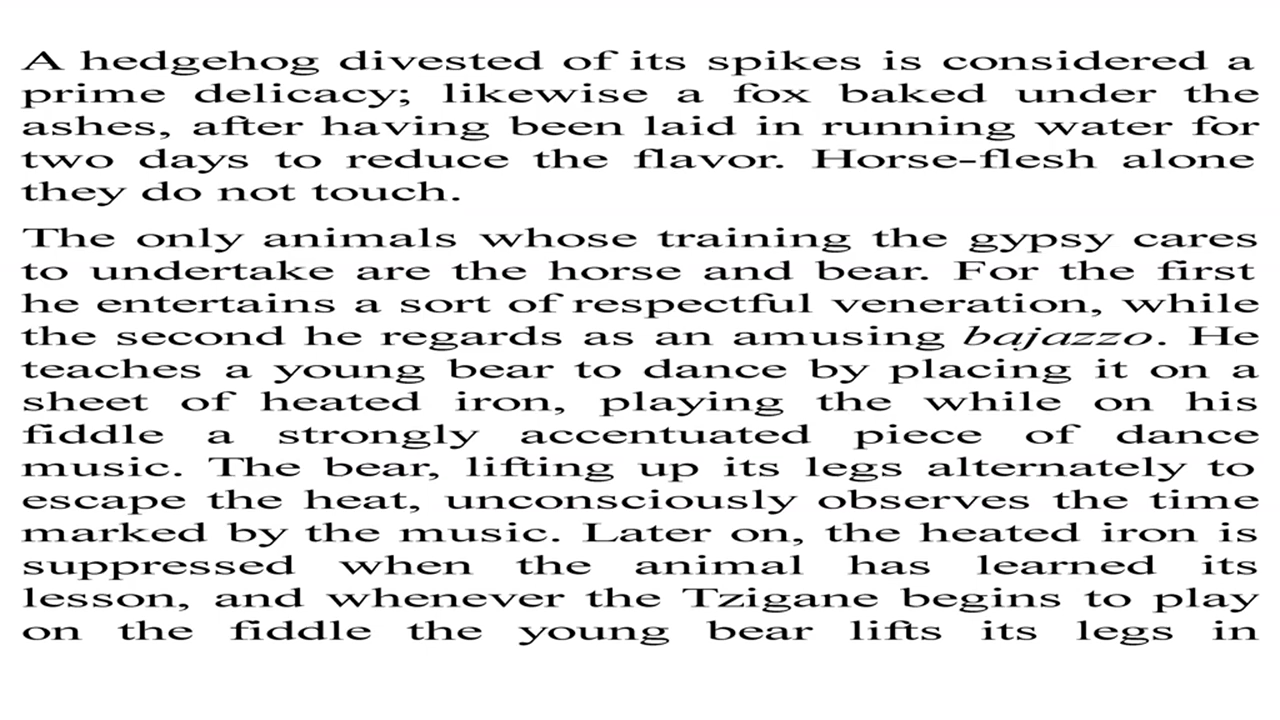 A hedgehog divested of its spikes is considered a
prime delicacy; likewise a fox baked under the
ashes, after having been laid in running water for
two days to reduce the flavor. Horse-flesh alone
they do not touch.
The only animals whose training the gypsy cares
to undertake are the horse and bear. For the first
he entertains a sort of respectful veneration, while
the second he regards as an amusing bajazzo. He
teaches a young bear to dance by placing it on a
sheet of heated iron, playing the while on his
fiddle a strongly accentuated piece of dance
music. The bear, lifting up its legs alternately to
escape the heat, unconsciously observes the time
marked by the music. Later on, the heated iron is
suppressed when the animal has learned its
lesson, and whenever the Tzigane begins to play
on the fiddle the young bear lifts its legs in